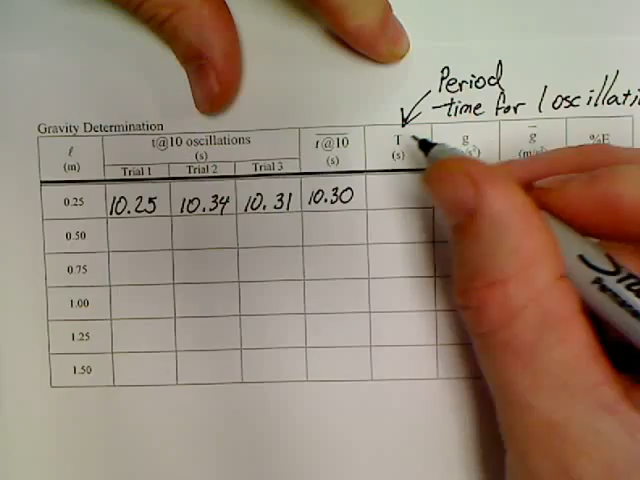 Period
time for 1 oscillati
Gravity Determination
ℓ (m) t@10 oscillations (s) t@10 (s) T (s) g g %E
Trial 1 Trial 2 Trial 3
0.25 10.25 10.34 10.31 10.30
0.50
0.75
1.00
1.25
1.50